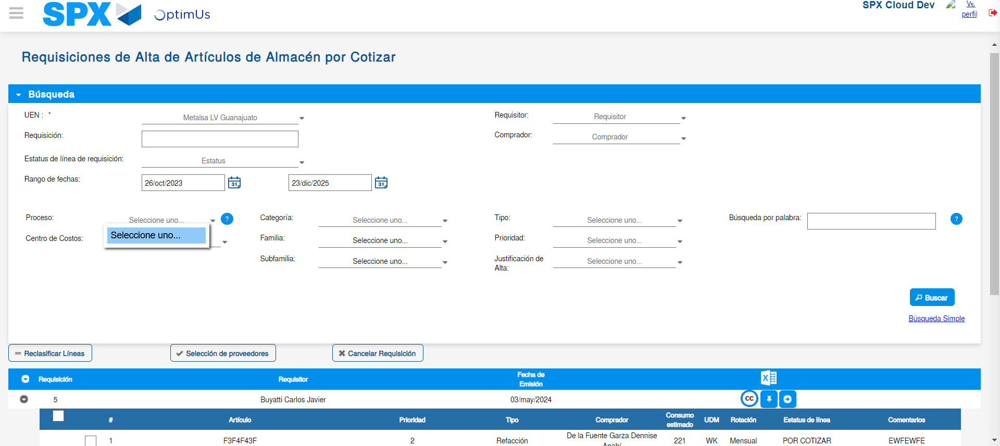 SPX OptimUs
SPX Cloud Dev
Ve
perfil
Requisiciones de Alta de Artículos de Almacén por Cotizar
Búsqueda
UEN : * Metalsa LV Guanajuato Requisitor: Requisitor
Requisición: Comprador: Comprador
Estatus de línea de requisición: Estatus
Rango de fechas: 26/oct/2023 31 23/dic/2025 31
Proceso: Seleccione uno... ? Categoría: Seleccione uno... Tipo: Seleccione uno... Búsqueda por palabra: ?
Seleccione uno...
Centro de Costos: Familia: Seleccione uno... Prioridad: Seleccione uno...
Subfamilia: Seleccione uno... Justificación de
Alta: Seleccione uno...
Buscar
Búsqueda Simple
Reclasificar Líneas Selección de proveedores Cancelar Requisición
Requisición Requisitor Fecha de
Emisión X
5 Buyatti Carlos Javier 03/may/2024 CC
# Artículo Prioridad Tipo Comprador Consumo
estimado UDM Rotación Estatus de línea Comentarios
1 F3F4F43F 2 Refacción De la Fuente Garza Dennise
Anahí 221 WK Mensual POR COTIZAR EWFEWFE